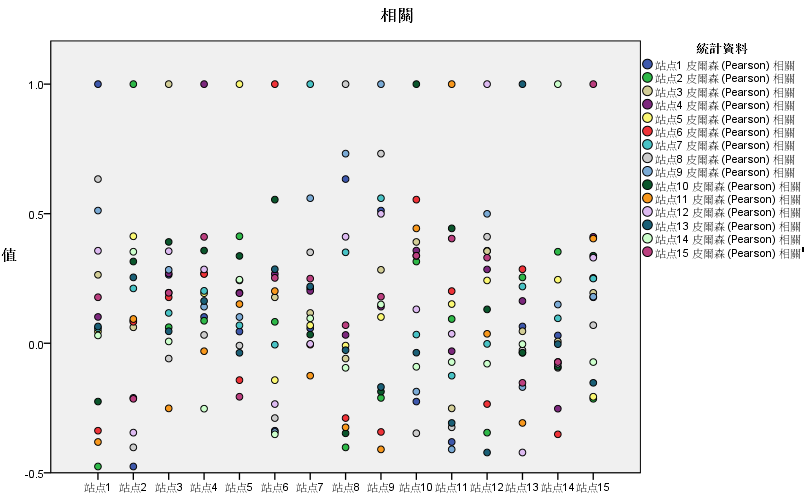 相關
統計資料
站点1 皮爾森 (Pearson) 相關
站点2 皮爾森 (Pearson) 相關
站点3 皮爾森 (Pearson) 相關
站点4 皮爾森 (Pearson) 相關
站点5 皮爾森 (Pearson) 相關
站点6 皮爾森 (Pearson) 相關
站点7 皮爾森 (Pearson) 相關
站点8 皮爾森 (Pearson) 相關
站点9 皮爾森 (Pearson) 相關
站点10 皮爾森 (Pearson) 相關
站点11 皮爾森 (Pearson) 相關
站点12 皮爾森 (Pearson) 相關
站点13 皮爾森 (Pearson) 相關
站点14 皮爾森 (Pearson) 相關
站点15 皮爾森 (Pearson) 相關
值
1.0
0.5
0.0
-0.5
站点1 站点2 站点3 站点4 站点5 站点6 站点7 站点8 站点9 站点10 站点11 站点12 站点13 站点14 站点15